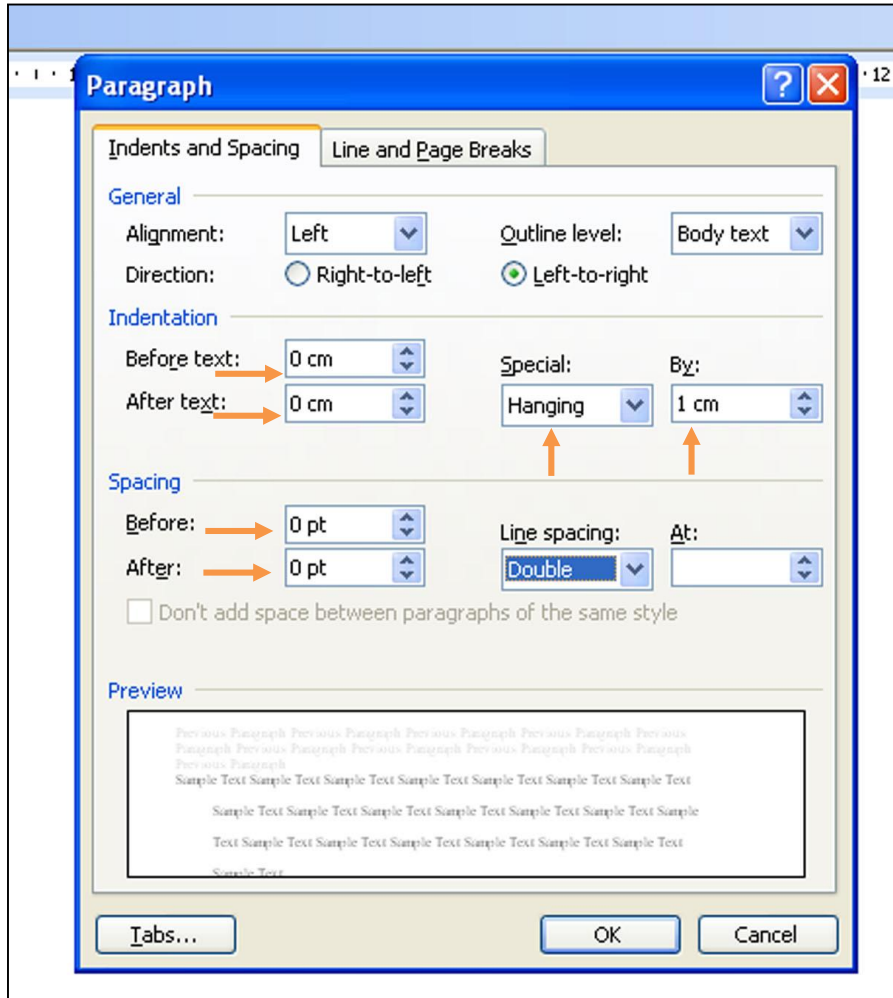 1
12
Paragraph
?
Indents and Spacing Line and Page Breaks
General
Alignment: Left Outline level: Body text
Direction: Right-to-left Left-to-right
Indentation
Before text: 0 cm Special: By:
After text: 0 cm Hanging 1 cm
Spacing
Before: 0 pt Line spacing: At:
After: 0 pt Double
Don't add space between paragraphs of the same style
Preview
Previous Paragraph Previous Paragraph Previous Paragraph Previous Paragraph Previous
Paragraph Previous Paragraph Previous Paragraph Previous Paragraph Previous Paragraph
Previous Paragraph
Sample Text Sample Text Sample Text Sample Text Sample Text Sample Text Sample Text
Sample Text Sample Text Sample Text Sample Text Sample Text Sample Text Sample
Text Sample Text Sample Text Sample Text Sample Text Sample Text Sample Text
Sample Text
Tabs... OK Cancel